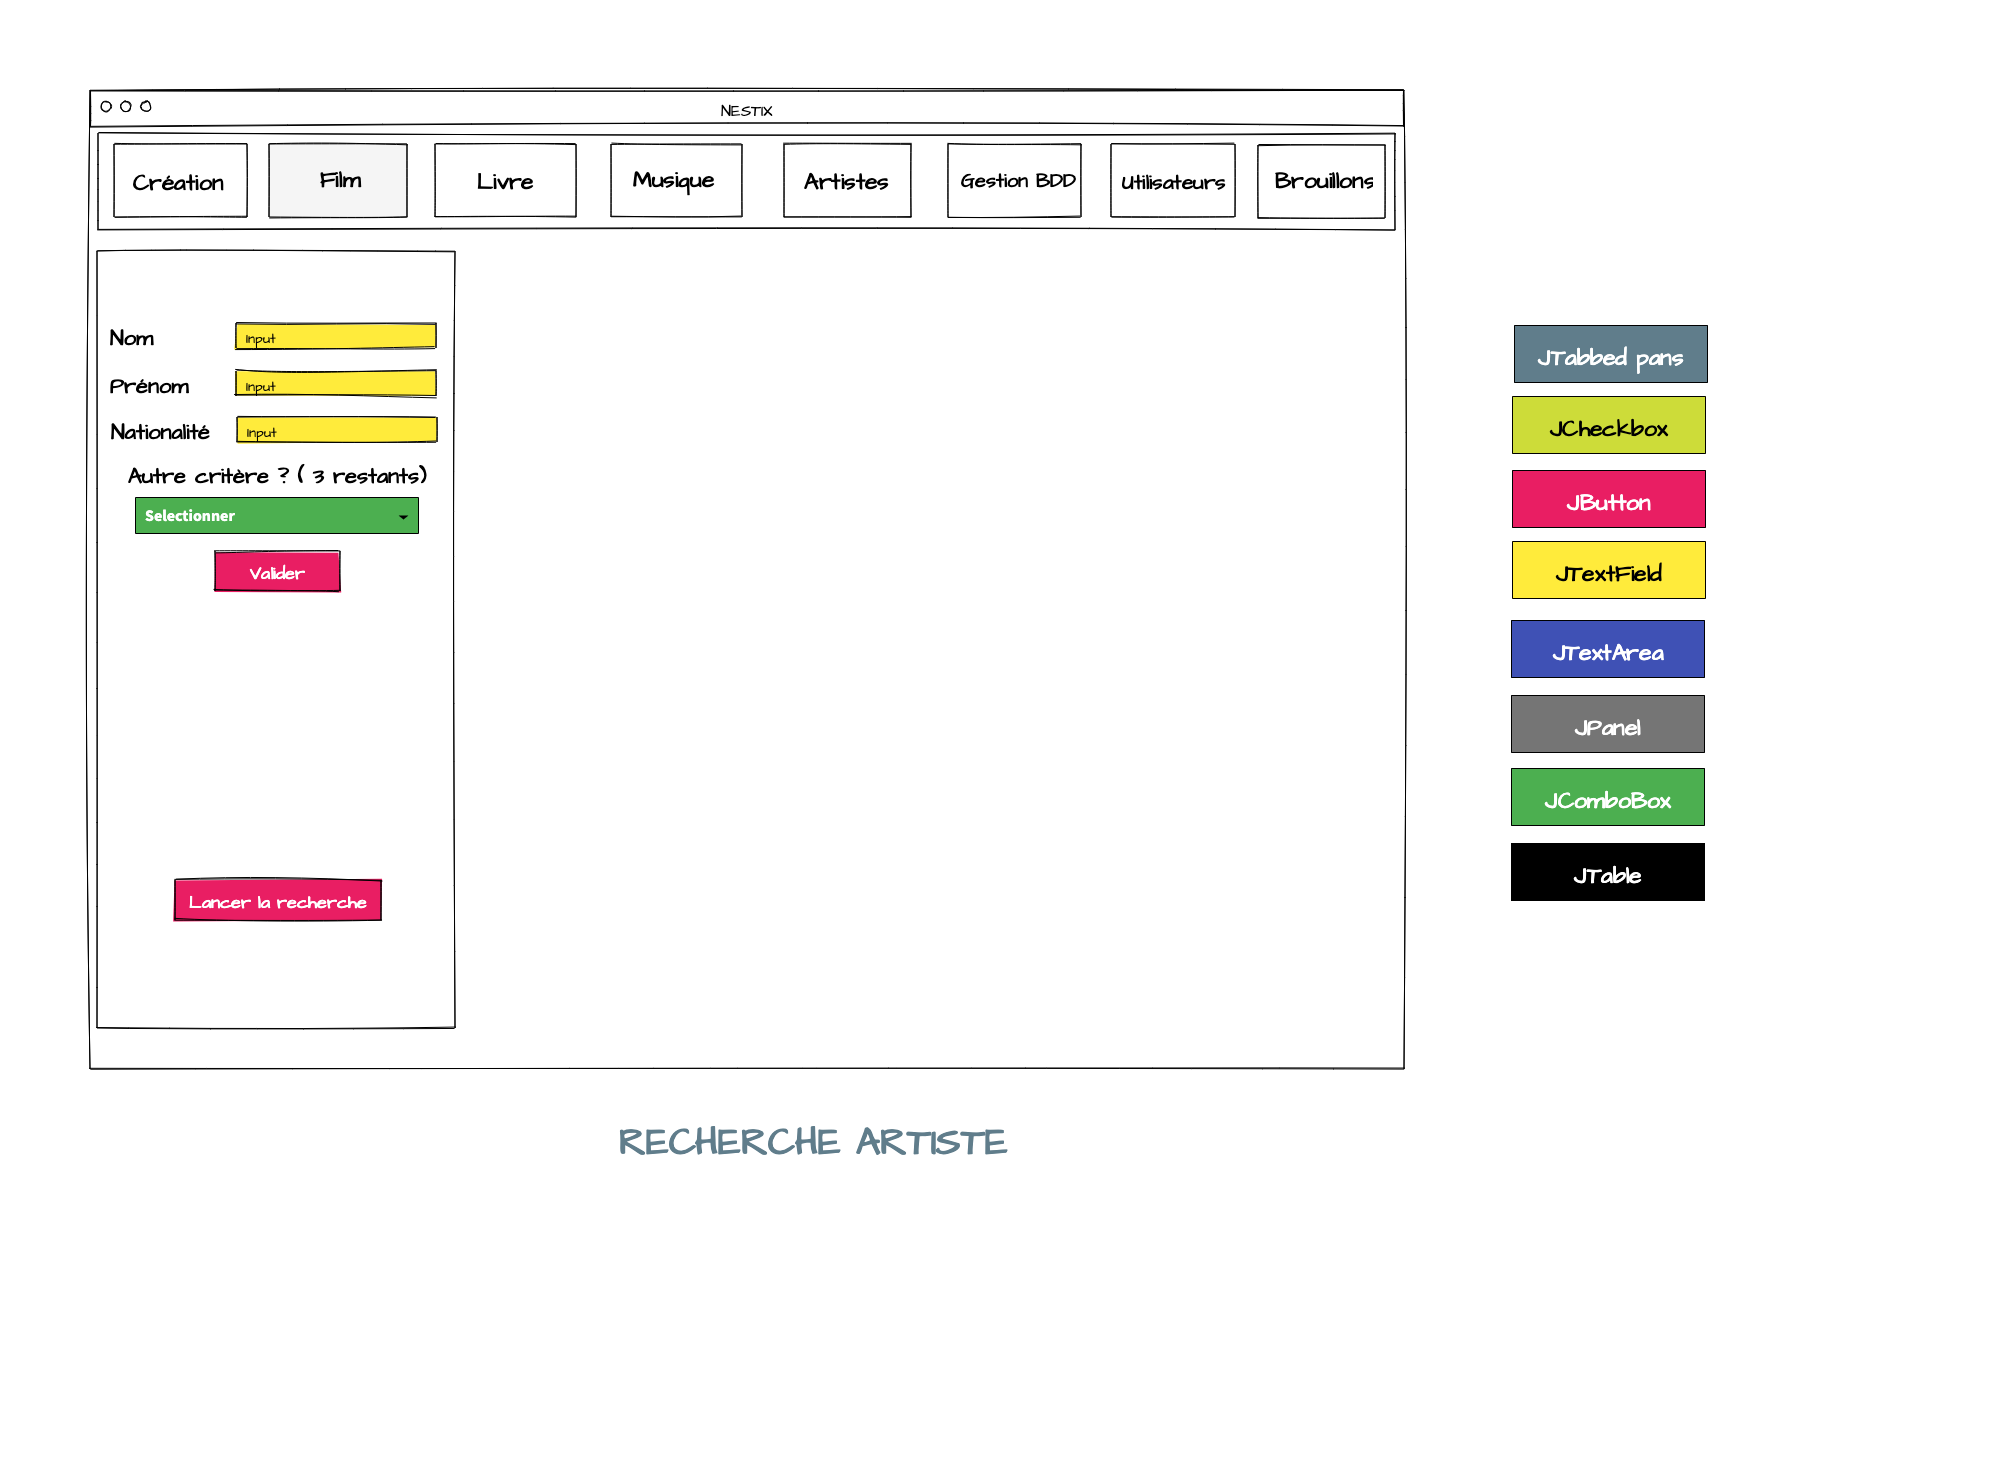 NESTIX
Création
Film
Livre
Musique
Artistes
Gestion BDD
Utilisateurs
Brouillons
Nom
Input
Prénom
Input
Nationalité
Input
Autre critère ? ( 3 restants)
Selectionner
Valider
Lancer la recherche
JTabbed pans
JCheckbox
JButton
JTextField
JTextArea
JPanel
JComboBox
JTable
RECHERCHE ARTISTE